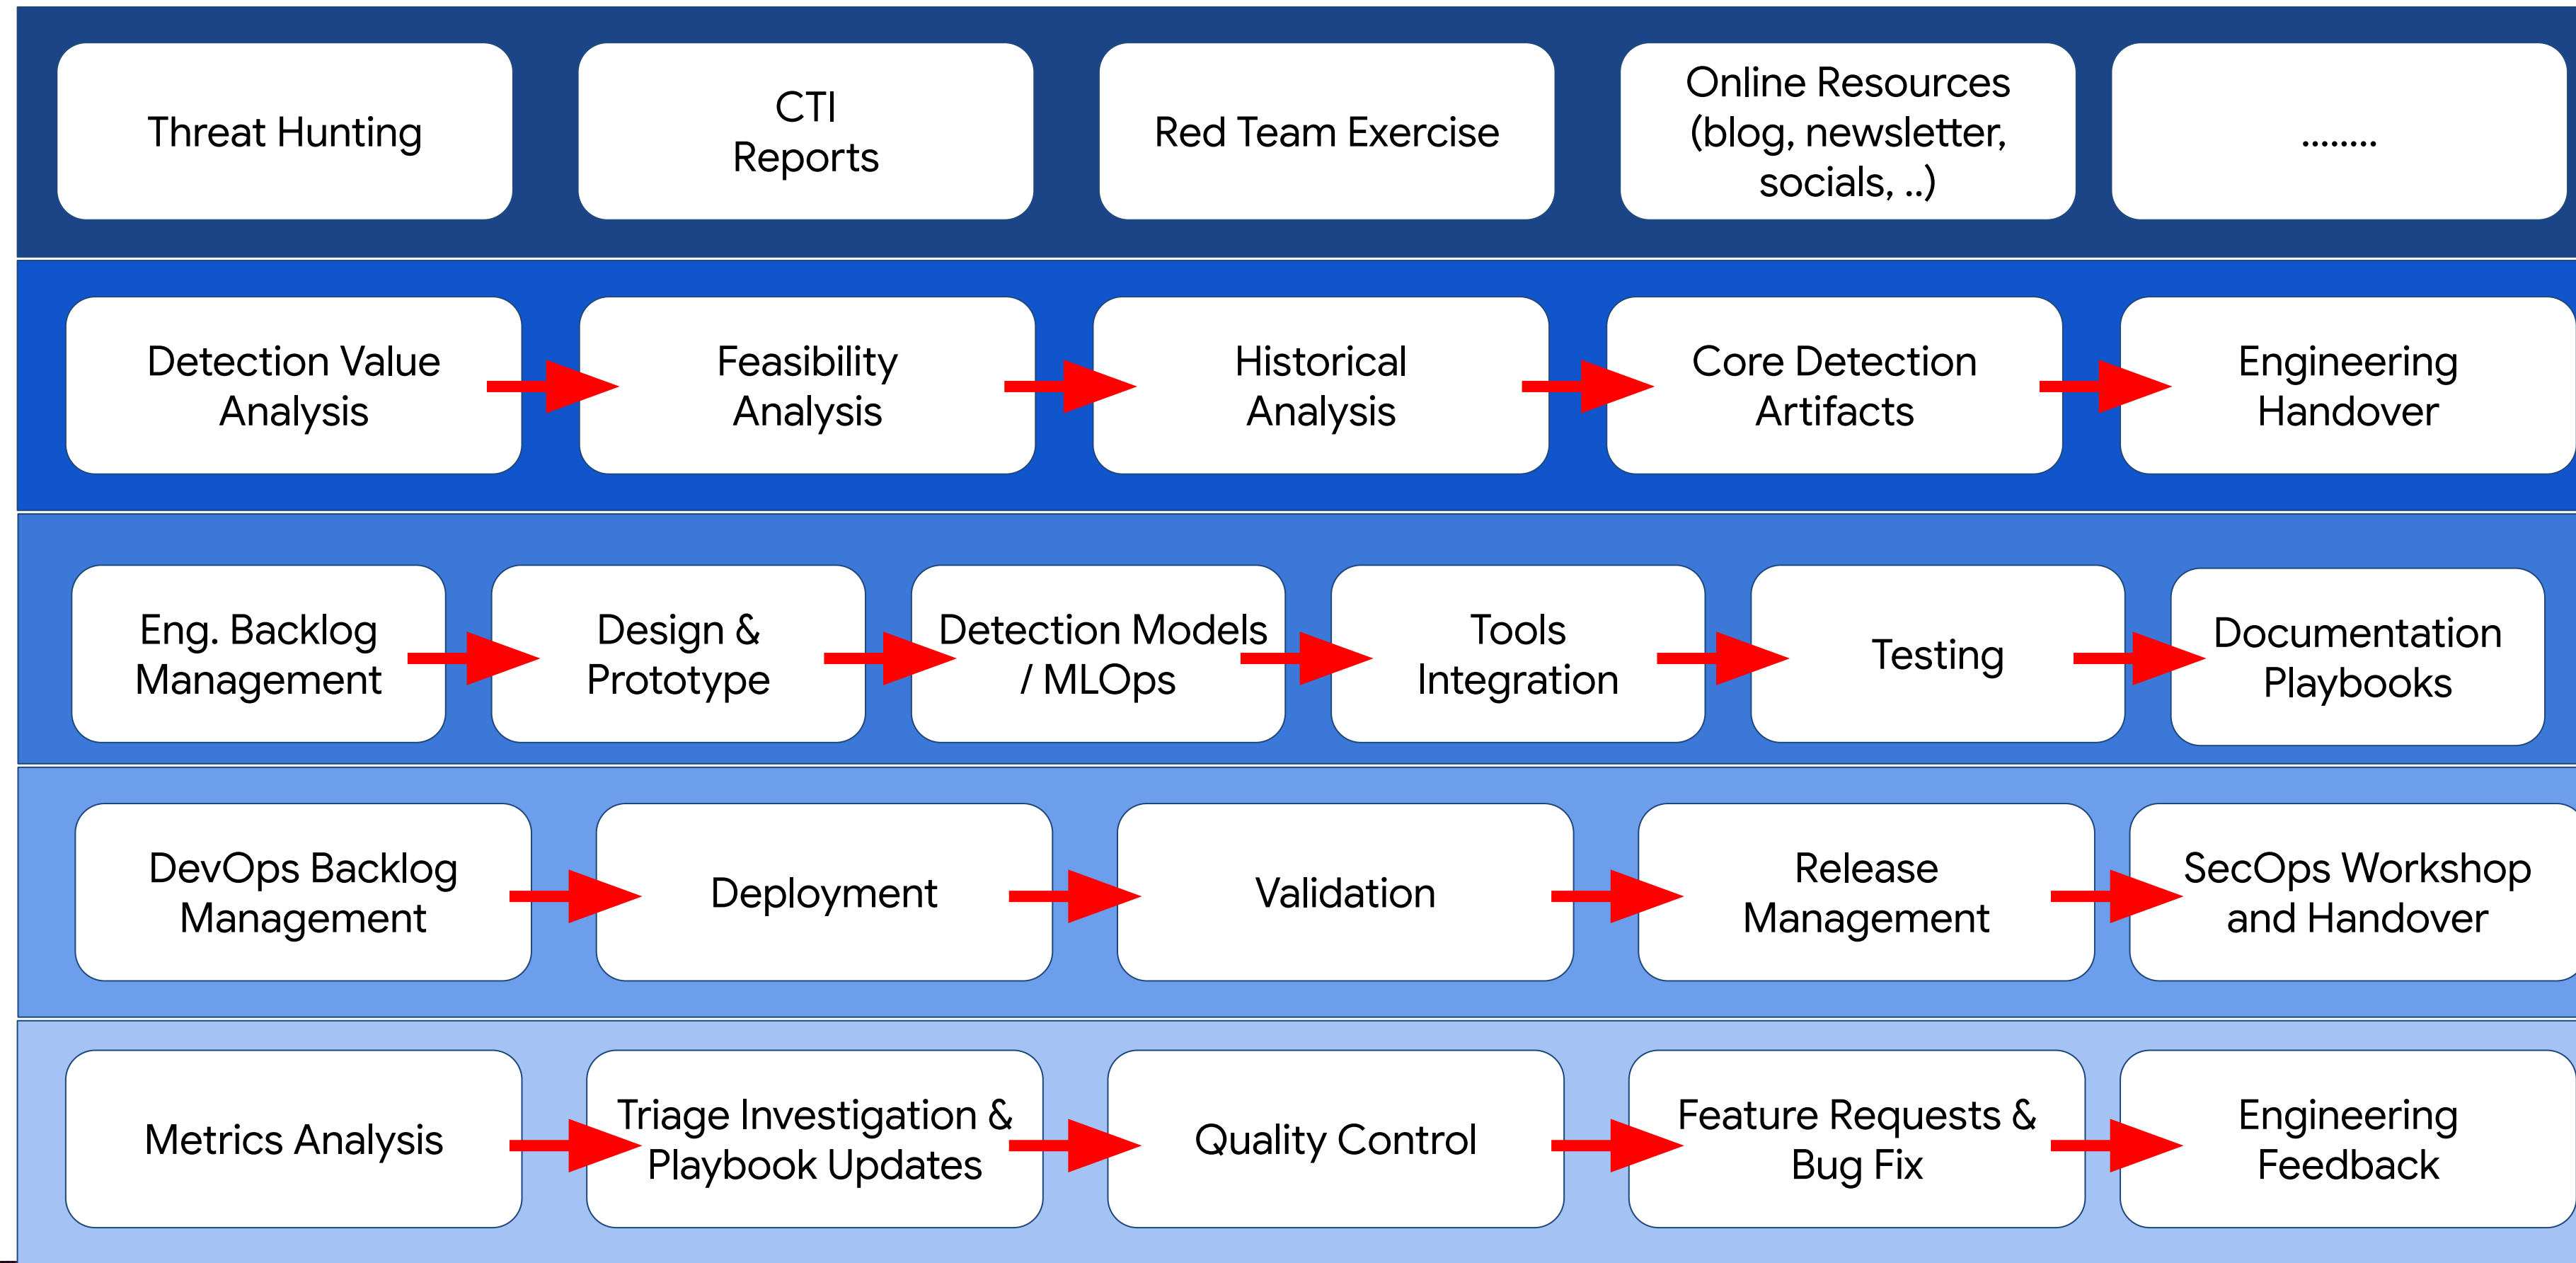 Threat Hunting
CTI
Reports
Red Team Exercise
Online Resources
(blog, newsletter,
socials, ..)
........
Detection Value
Analysis
Feasibility
Analysis
Historical
Analysis
Core Detection
Artifacts
Engineering
Handover
Eng. Backlog
Management
Design &
Prototype
Detection Models
/ MLOps
Tools
Integration
Testing
Documentation
Playbooks
DevOps Backlog
Management
Deployment
Validation
Release
Management
SecOps Workshop
and Handover
Metrics Analysis
Triage Investigation &
Playbook Updates
Quality Control
Feature Requests &
Bug Fix
Engineering
Feedback